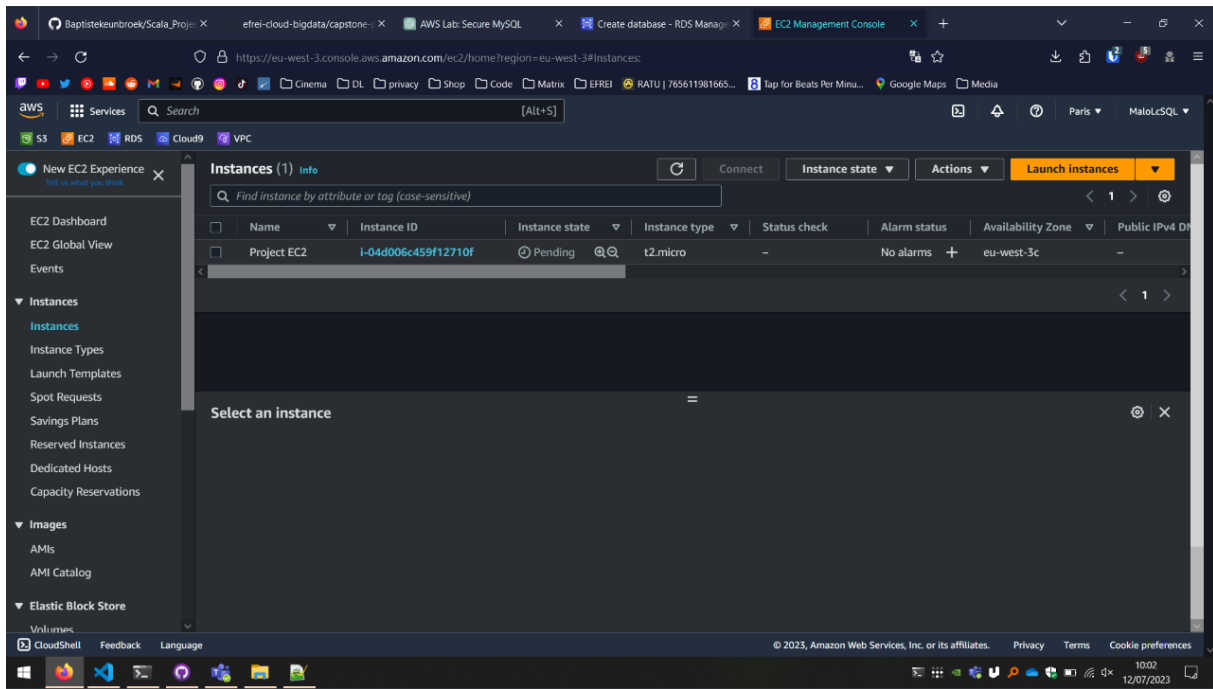 Baptistekeunbroek/Scala_Proje
efrei-cloud-bigdata/capstone-p
AWS Lab: Secure MySQL
Create database - RDS Manage
EC2 Management Console
https://eu-west-3.console.aws.amazon.com/ec2/home?region=eu-west-3#Instances:
Cinema DL privacy Shop Code Matrix EFREI RATU | 765611981665... Tap for Beats Per Minu... Google Maps Media
aws Services Search [Alt+S] Paris ▼ MaloLcSQL ▼
S3 EC2 RDS Cloud9 VPC
New EC2 Experience
Tell us what you think
EC2 Dashboard
EC2 Global View
Events
Instances
Instances
Instance Types
Launch Templates
Spot Requests
Savings Plans
Reserved Instances
Dedicated Hosts
Capacity Reservations
Images
AMIs
AMI Catalog
Elastic Block Store
Volumes
Instances (1) Info
Connect Instance state ▼ Actions ▼ Launch instances ▼
Find instance by attribute or tag (case-sensitive)
1
Name Instance ID Instance state Instance type Status check Alarm status Availability Zone Public IPv4 DN
Project EC2 i-04d006c459f12710f Pending t2.micro – No alarms + eu-west-3c –
1
Select an instance
CloudShell Feedback Language © 2023, Amazon Web Services, Inc. or its affiliates. Privacy Terms Cookie preferences
10:02
12/07/2023